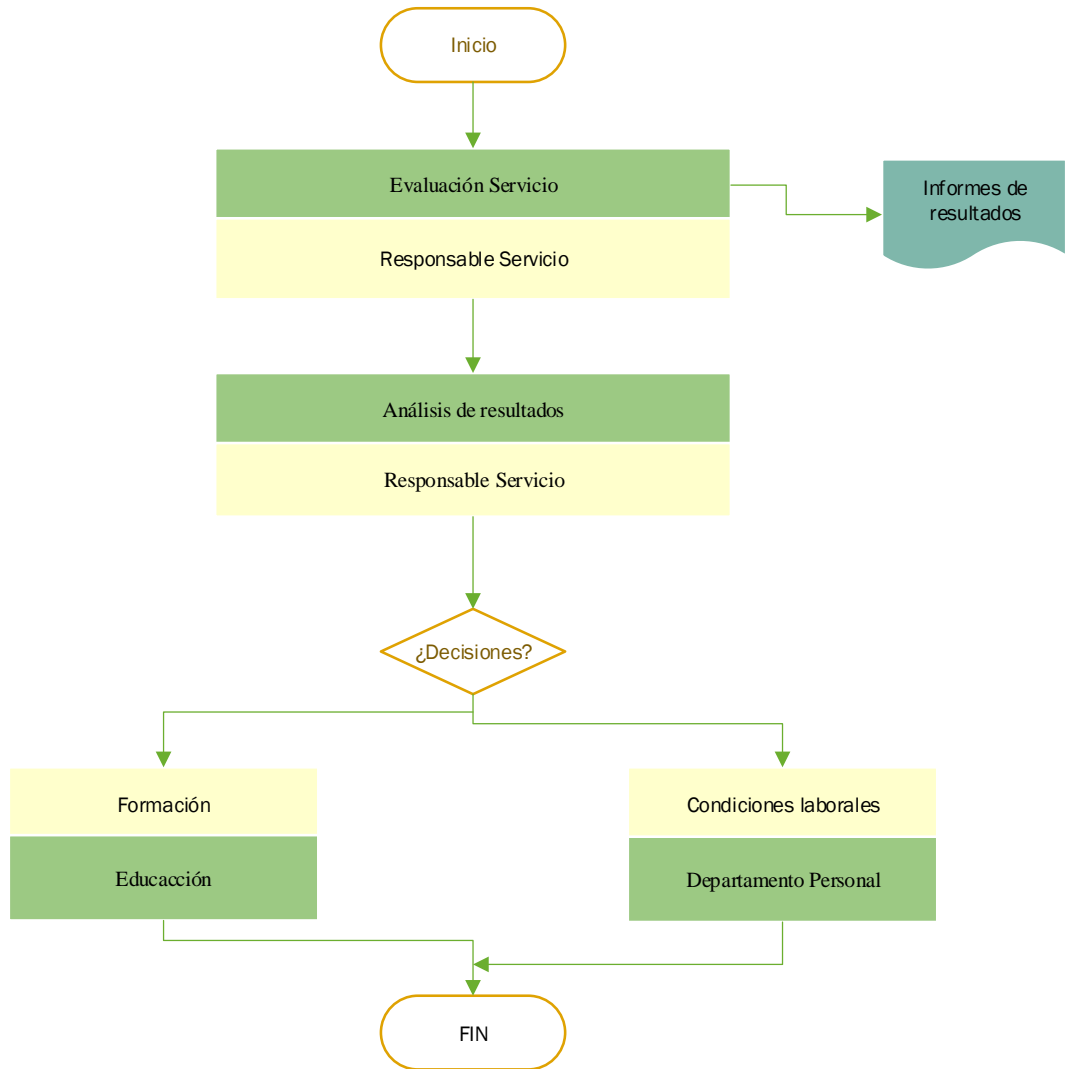 Inicio
Evaluación Servicio
Responsable Servicio
Informes de
resultados
Análisis de resultados
Responsable Servicio
¿Decisiones?
Formación
Educacción
Condiciones laborales
Departamento Personal
FIN